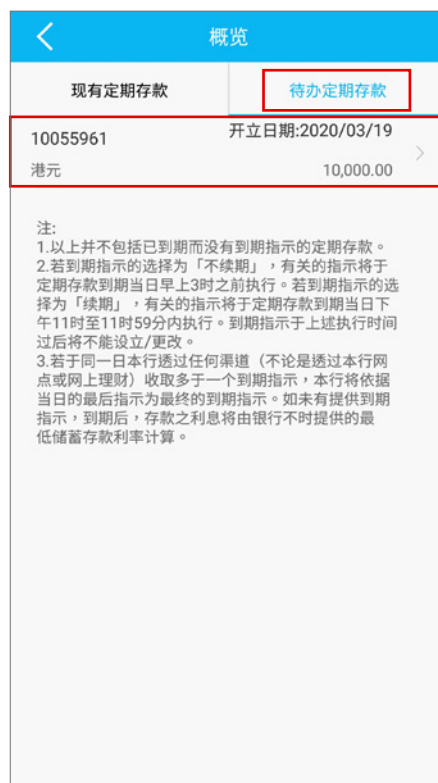 概览
现有定期存款
待办定期存款
10055961
开立日期:2020/03/19
港元
10,000.00
注:
1.以上并不包括已到期而没有到期指示的定期存款。
2.若到期指示的选择为「不续期」，有关的指示将于
定期存款到期当日早上3时之前执行。若到期指示的选
择为「续期」，有关的指示将于定期存款到期当日下
午11时至11时59分内执行。到期指示于上述执行时间
过后将不能设立/更改。
3.若于同一日本行透过任何渠道（不论是透过本行网
点或网上理财）收取多于一个到期指示，本行将依据
当日的最后指示为最终的到期指示。如未有提供到期
指示，到期后，存款之利息将由银行不时提供的最
低储蓄存款利率计算。